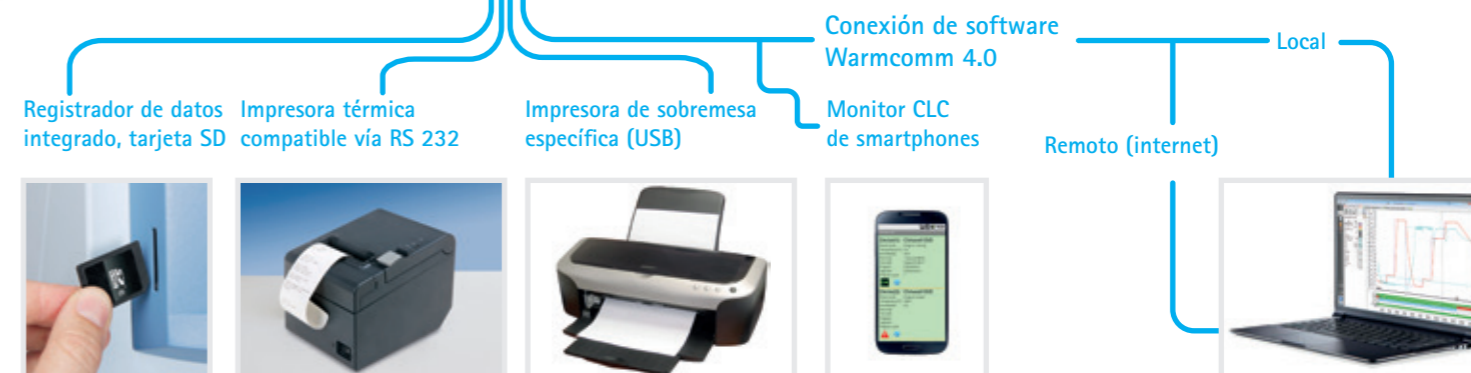 Conexión de software
Warmcomm 4.0
Local
Registrador de datos
integrado, tarjeta SD
Impresora térmica
compatible vía RS 232
Impresora de sobremesa
específica (USB)
Monitor CLC
de smartphones
Remoto (internet)